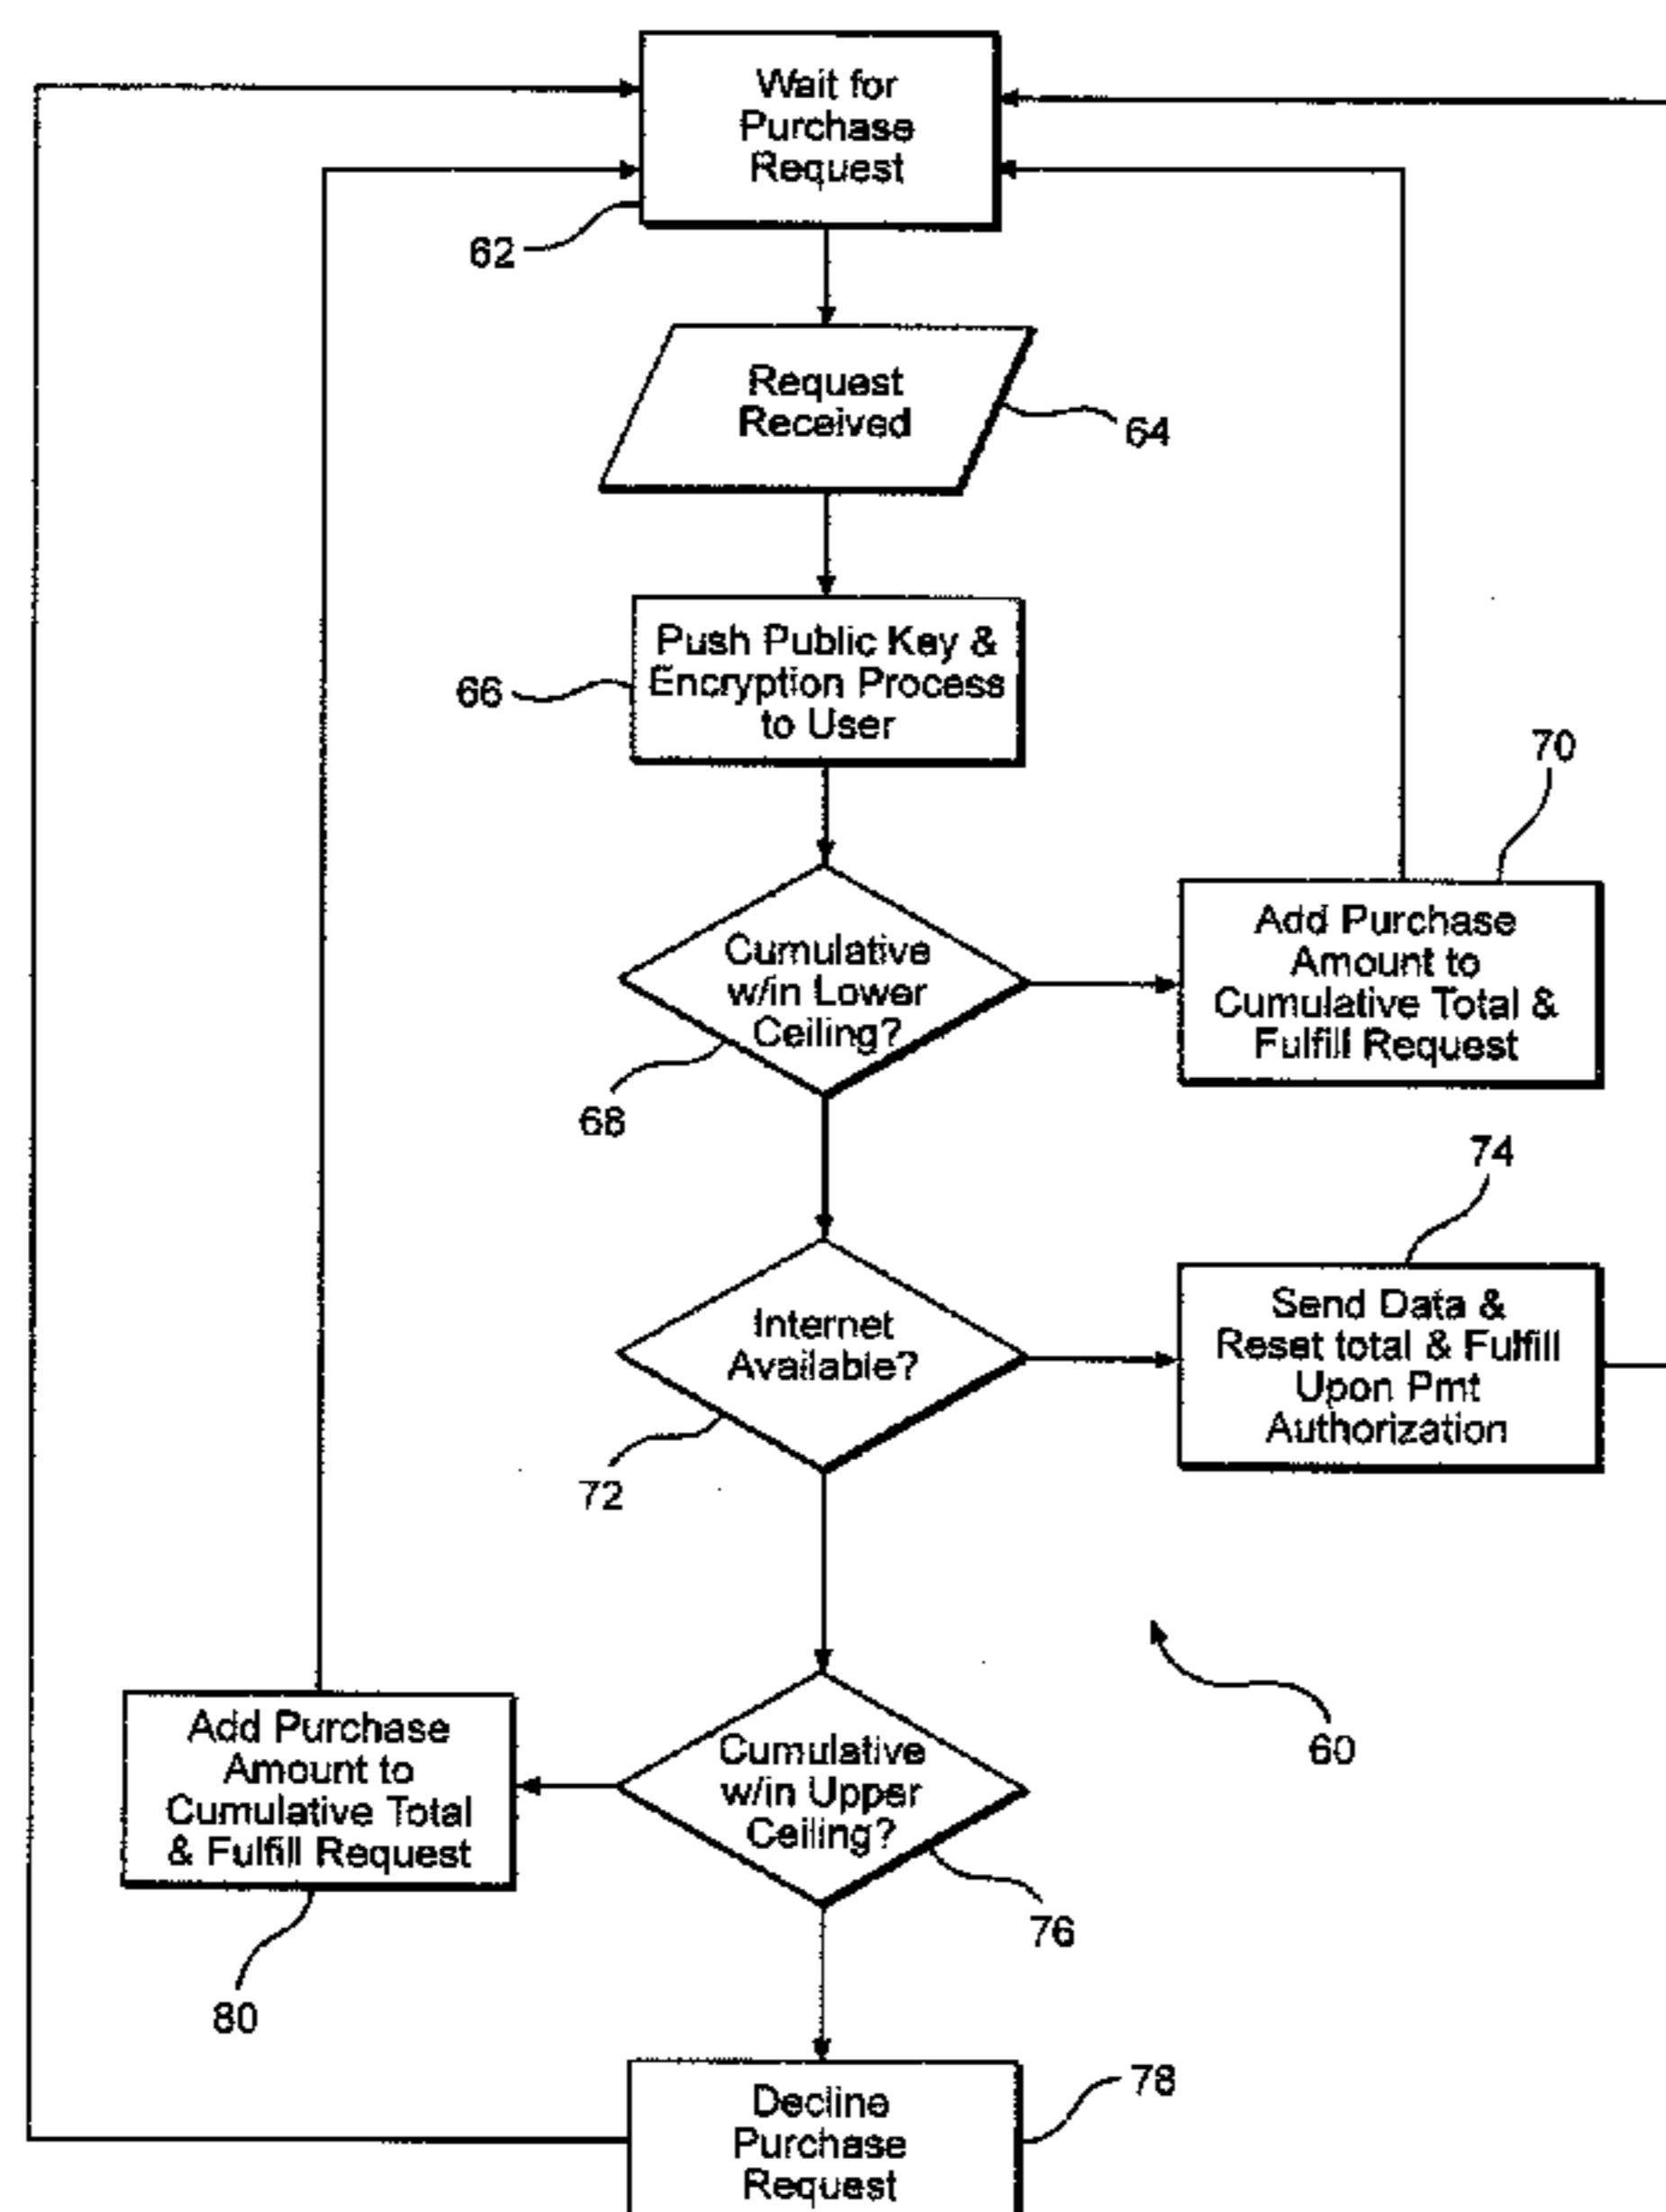 Wait for
Purchase
Request
62
Request
Received
64
Push Public Key &
Encryption Process
to User
66
70
Cumulative
w/in Lower
Ceiling?
68
Add Purchase
Amount to
Cumulative Total &
Fulfill Request
74
Internet
Available?
72
Send Data &
Reset total & Fulfill
Upon Pmt
Authorization
60
Add Purchase
Amount to
Cumulative Total
& Fulfill Request
80
Cumulative
w/in Upper
Ceiling?
76
78
Decline
Purchase
Request